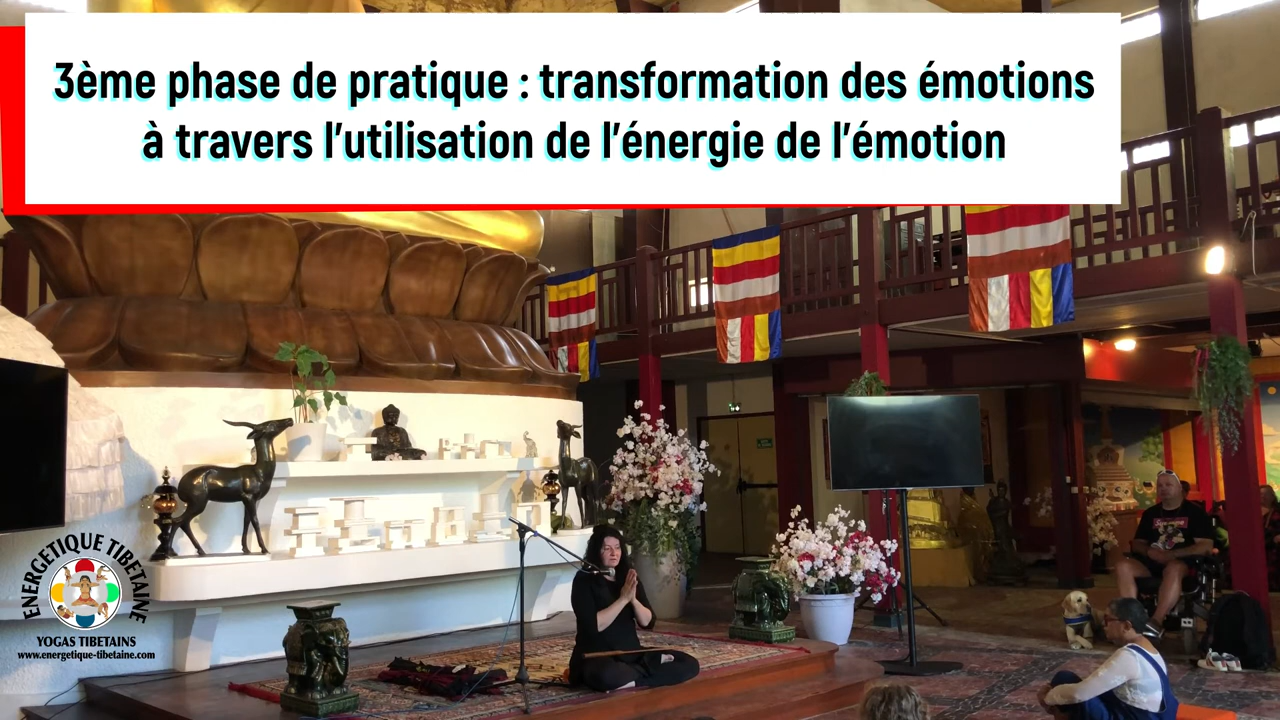 3ème phase de pratique : transformation des émotions
à travers l'utilisation de l'énergie de l'émotion
ENERGETIQUE TIBETAINE
YOGAS TIBETAINS
www.energetique-tibetaine.com